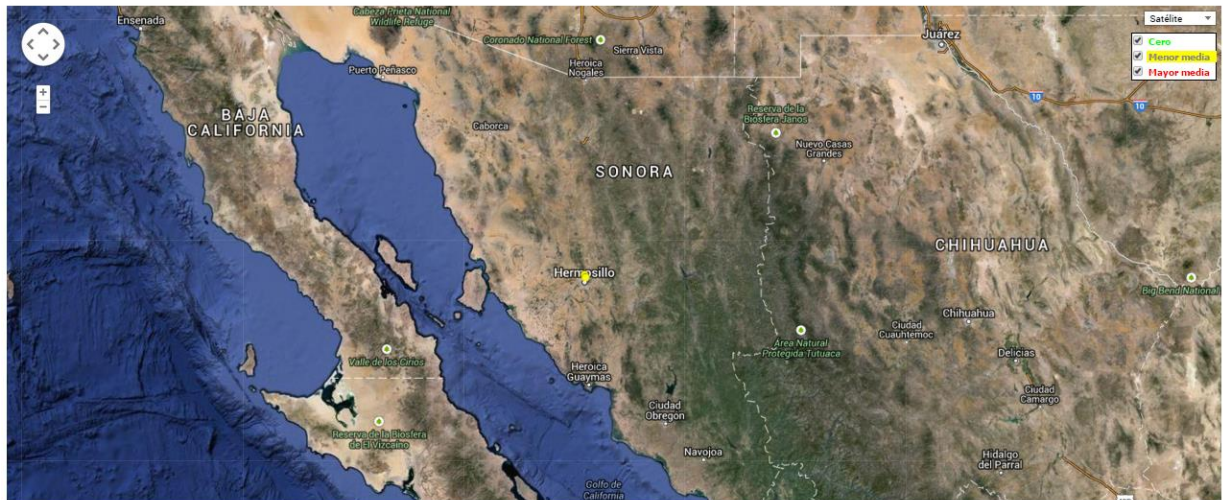 Ensenada
Cabeza Prieta National
Wildlife Refuge
Coronado National Forest
Sierra Vista
Juárez
Satélite
Cero
Menor media
Mayor media
Heroica
Nogales
Puerto Peñasco
+
−
10
10
BAJA
CALIFORNIA
Caborca
Reserva de la
Biósfera Janos
Nuevo Casas
Grandes
SONORA
CHIHUAHUA
Hermosillo
Big Bend National
Chihuahua
Ciudad
Cuauhtemoc
Área Natural
Protegida Tutuaca
Delicias
Valle de los Cirios
Heroica
Guaymas
Ciudad
Camargo
Ciudad
Obregón
Reserva de la Biósfera
de El Vizcaíno
Navojoa
Hidalgo
del Parral
Golfo de
California